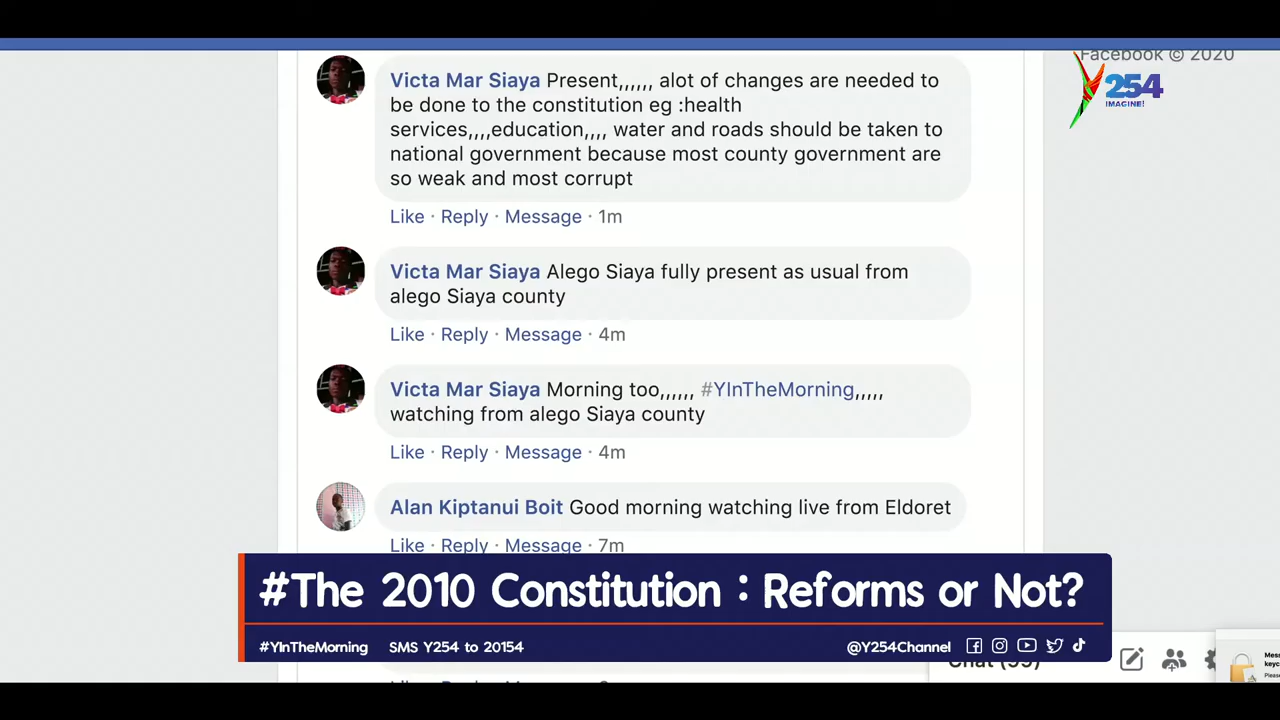 Facebook © 2020
Y254
IMAGINE!
Victa Mar Siaya Present,,,,,, alot of changes are needed to
be done to the constitution eg :health
services,,,,education,,,, water and roads should be taken to
national government because most county government are
so weak and most corrupt
Like · Reply · Message · 1m
Victa Mar Siaya Alego Siaya fully present as usual from
alego Siaya county
Like · Reply · Message · 4m
Victa Mar Siaya Morning too,,,,,, #YInTheMorning,,,,,
watching from alego Siaya county
Like · Reply · Message · 4m
Alan Kiptanui Boit Good morning watching live from Eldoret
Like · Reply · Message · 7m
#The 2010 Constitution : Reforms or Not?
#YInTheMorning SMS Y254 to 20154 @Y254Channel
Chat